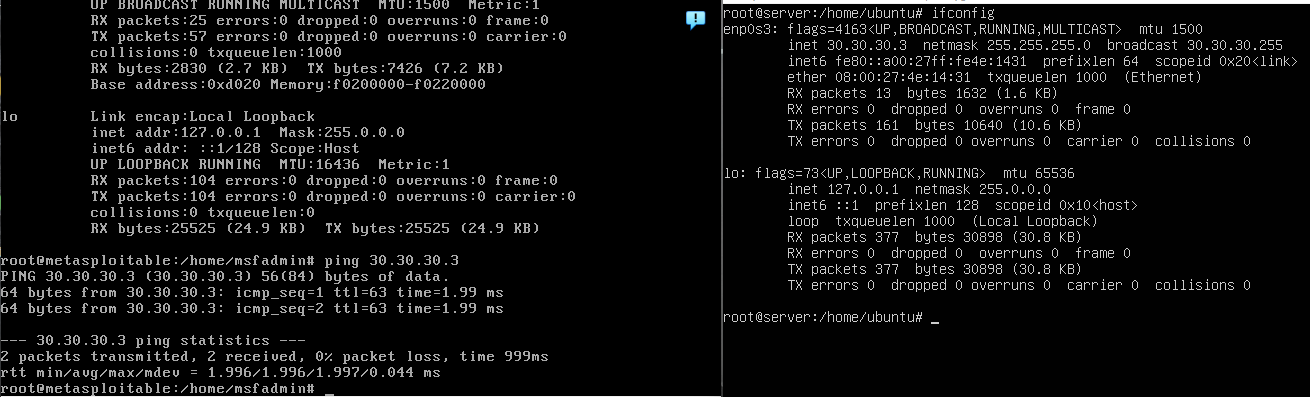 UP BROADCAST RUNNING MULTICAST  MTU:1500  Metric:1
RX packets:25 errors:0 dropped:0 overruns:0 frame:0
TX packets:57 errors:0 dropped:0 overruns:0 carrier:0
collisions:0 txqueuelen:1000
RX bytes:2830 (2.7 KB)  TX bytes:7426 (7.2 KB)
Base address:0xd020 Memory:f0200000-f0220000
lo        Link encap:Local Loopback
inet addr:127.0.0.1  Mask:255.0.0.0
inet6 addr: ::1/128 Scope:Host
UP LOOPBACK RUNNING  MTU:16436  Metric:1
RX packets:104 errors:0 dropped:0 overruns:0 frame:0
TX packets:104 errors:0 dropped:0 overruns:0 carrier:0
collisions:0 txqueuelen:0
RX bytes:25525 (24.9 KB)  TX bytes:25525 (24.9 KB)
root@metasploitable:/home/msfadmin# ping 30.30.30.3
PING 30.30.30.3 (30.30.30.3) 56(84) bytes of data.
64 bytes from 30.30.30.3: icmp_seq=1 ttl=63 time=1.99 ms
64 bytes from 30.30.30.3: icmp_seq=2 ttl=63 time=1.99 ms
--- 30.30.30.3 ping statistics ---
2 packets transmitted, 2 received, 0% packet loss, time 999ms
rtt min/avg/max/mdev = 1.996/1.996/1.997/0.044 ms
root@metasploitable:/home/msfadmin# _
root@server:/home/ubuntu# ifconfig
enp0s3: flags=4163<UP,BROADCAST,RUNNING,MULTICAST>  mtu 1500
inet 30.30.30.3  netmask 255.255.255.0  broadcast 30.30.30.255
inet6 fe80::a00:27ff:fe4e:1431  prefixlen 64  scopeid 0x20<link>
ether 08:00:27:4e:14:31  txqueuelen 1000  (Ethernet)
RX packets 13  bytes 1632 (1.6 KB)
RX errors 0  dropped 0  overruns 0  frame 0
TX packets 161  bytes 10640 (10.6 KB)
TX errors 0  dropped 0 overruns 0  carrier 0  collisions 0
lo: flags=73<UP,LOOPBACK,RUNNING>  mtu 65536
inet 127.0.0.1  netmask 255.0.0.0
inet6 ::1  prefixlen 128  scopeid 0x10<host>
loop  txqueuelen 1000  (Local Loopback)
RX packets 377  bytes 30898 (30.8 KB)
RX errors 0  dropped 0  overruns 0  frame 0
TX packets 377  bytes 30898 (30.8 KB)
TX errors 0  dropped 0 overruns 0  carrier 0  collisions 0
root@server:/home/ubuntu# _